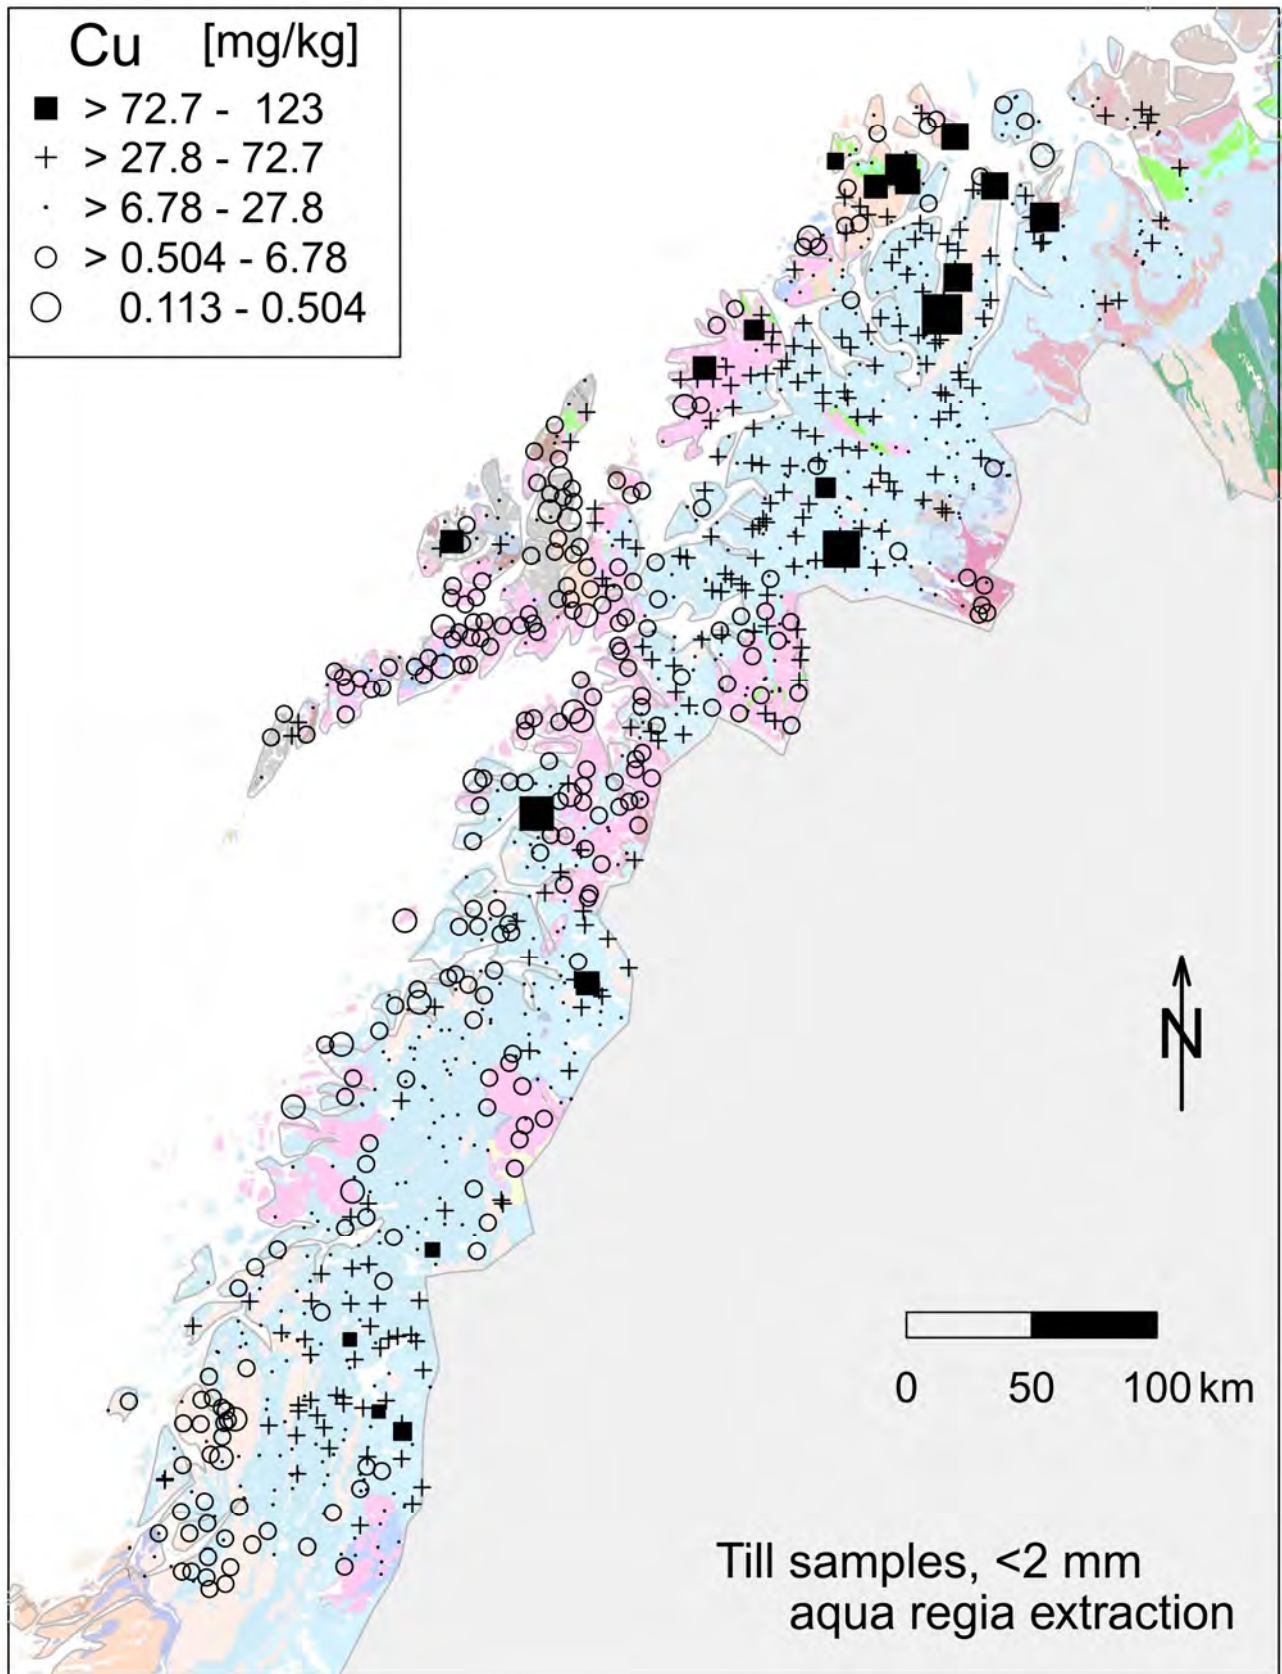 Cu [mg/kg]
> 72.7 - 123
> 27.8 - 72.7
> 6.78 - 27.8
> 0.504 - 6.78
0.113 - 0.504
N
0 50 100 km
Till samples, <2 mm
aqua regia extraction